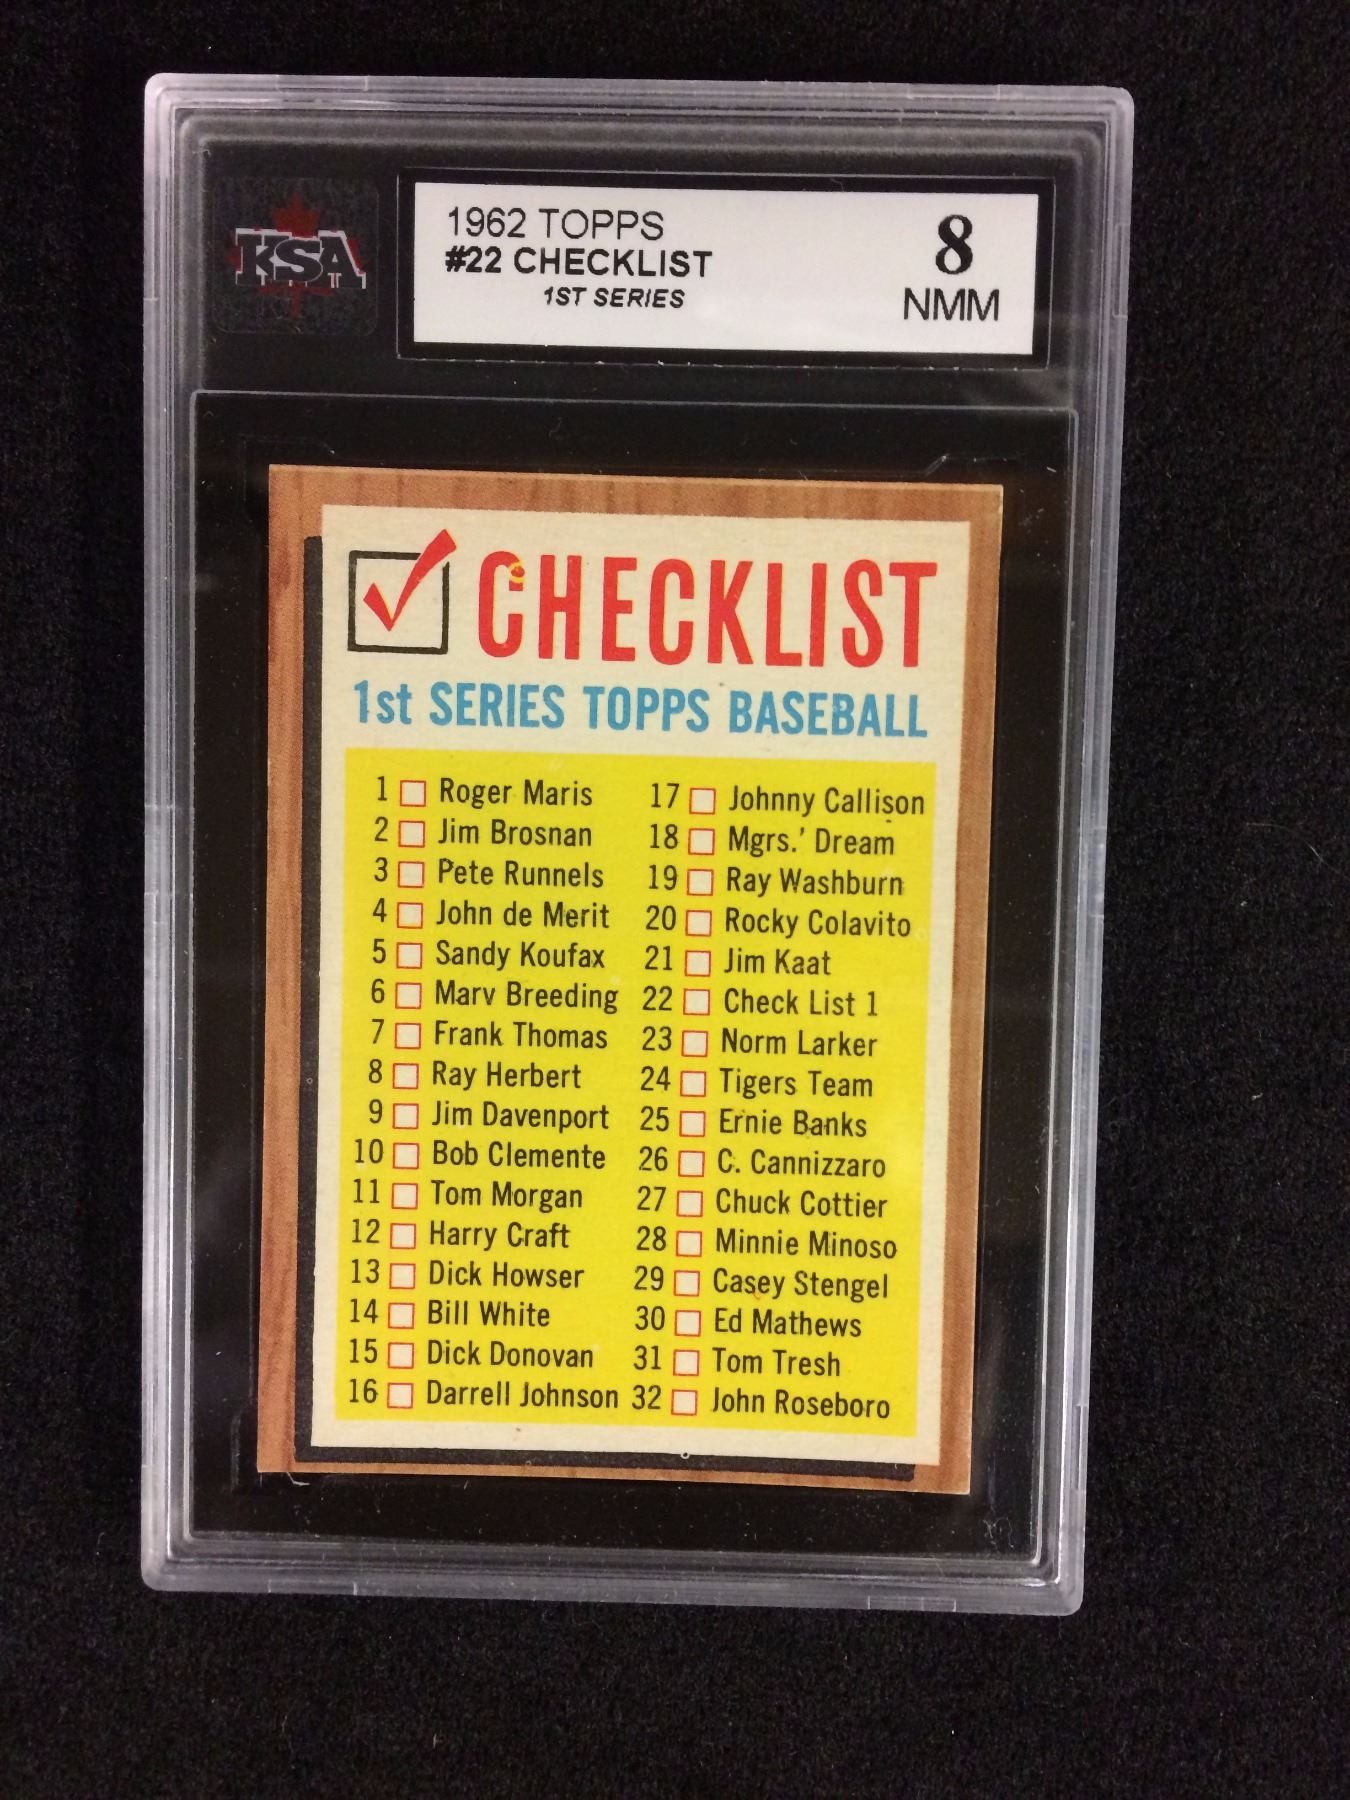 KSA
1962 TOPPS
#22 CHECKLIST
1ST SERIES
8
NMM
CHECKLIST
1st SERIES TOPPS BASEBALL
1 Roger Maris
2 Jim Brosnan
3 Pete Runnels
4 John de Merit
5 Sandy Koufax
6 Marv Breeding
7 Frank Thomas
8 Ray Herbert
9 Jim Davenport
10 Bob Clemente
11 Tom Morgan
12 Harry Craft
13 Dick Howser
14 Bill White
15 Dick Donovan
16 Darrell Johnson
17 Johnny Callison
18 Mgrs.' Dream
19 Ray Washburn
20 Rocky Colavito
21 Jim Kaat
22 Check List 1
23 Norm Larker
24 Tigers Team
25 Ernie Banks
26 C. Cannizzaro
27 Chuck Cottier
28 Minnie Minoso
29 Casey Stengel
30 Ed Mathews
31 Tom Tresh
32 John Roseboro